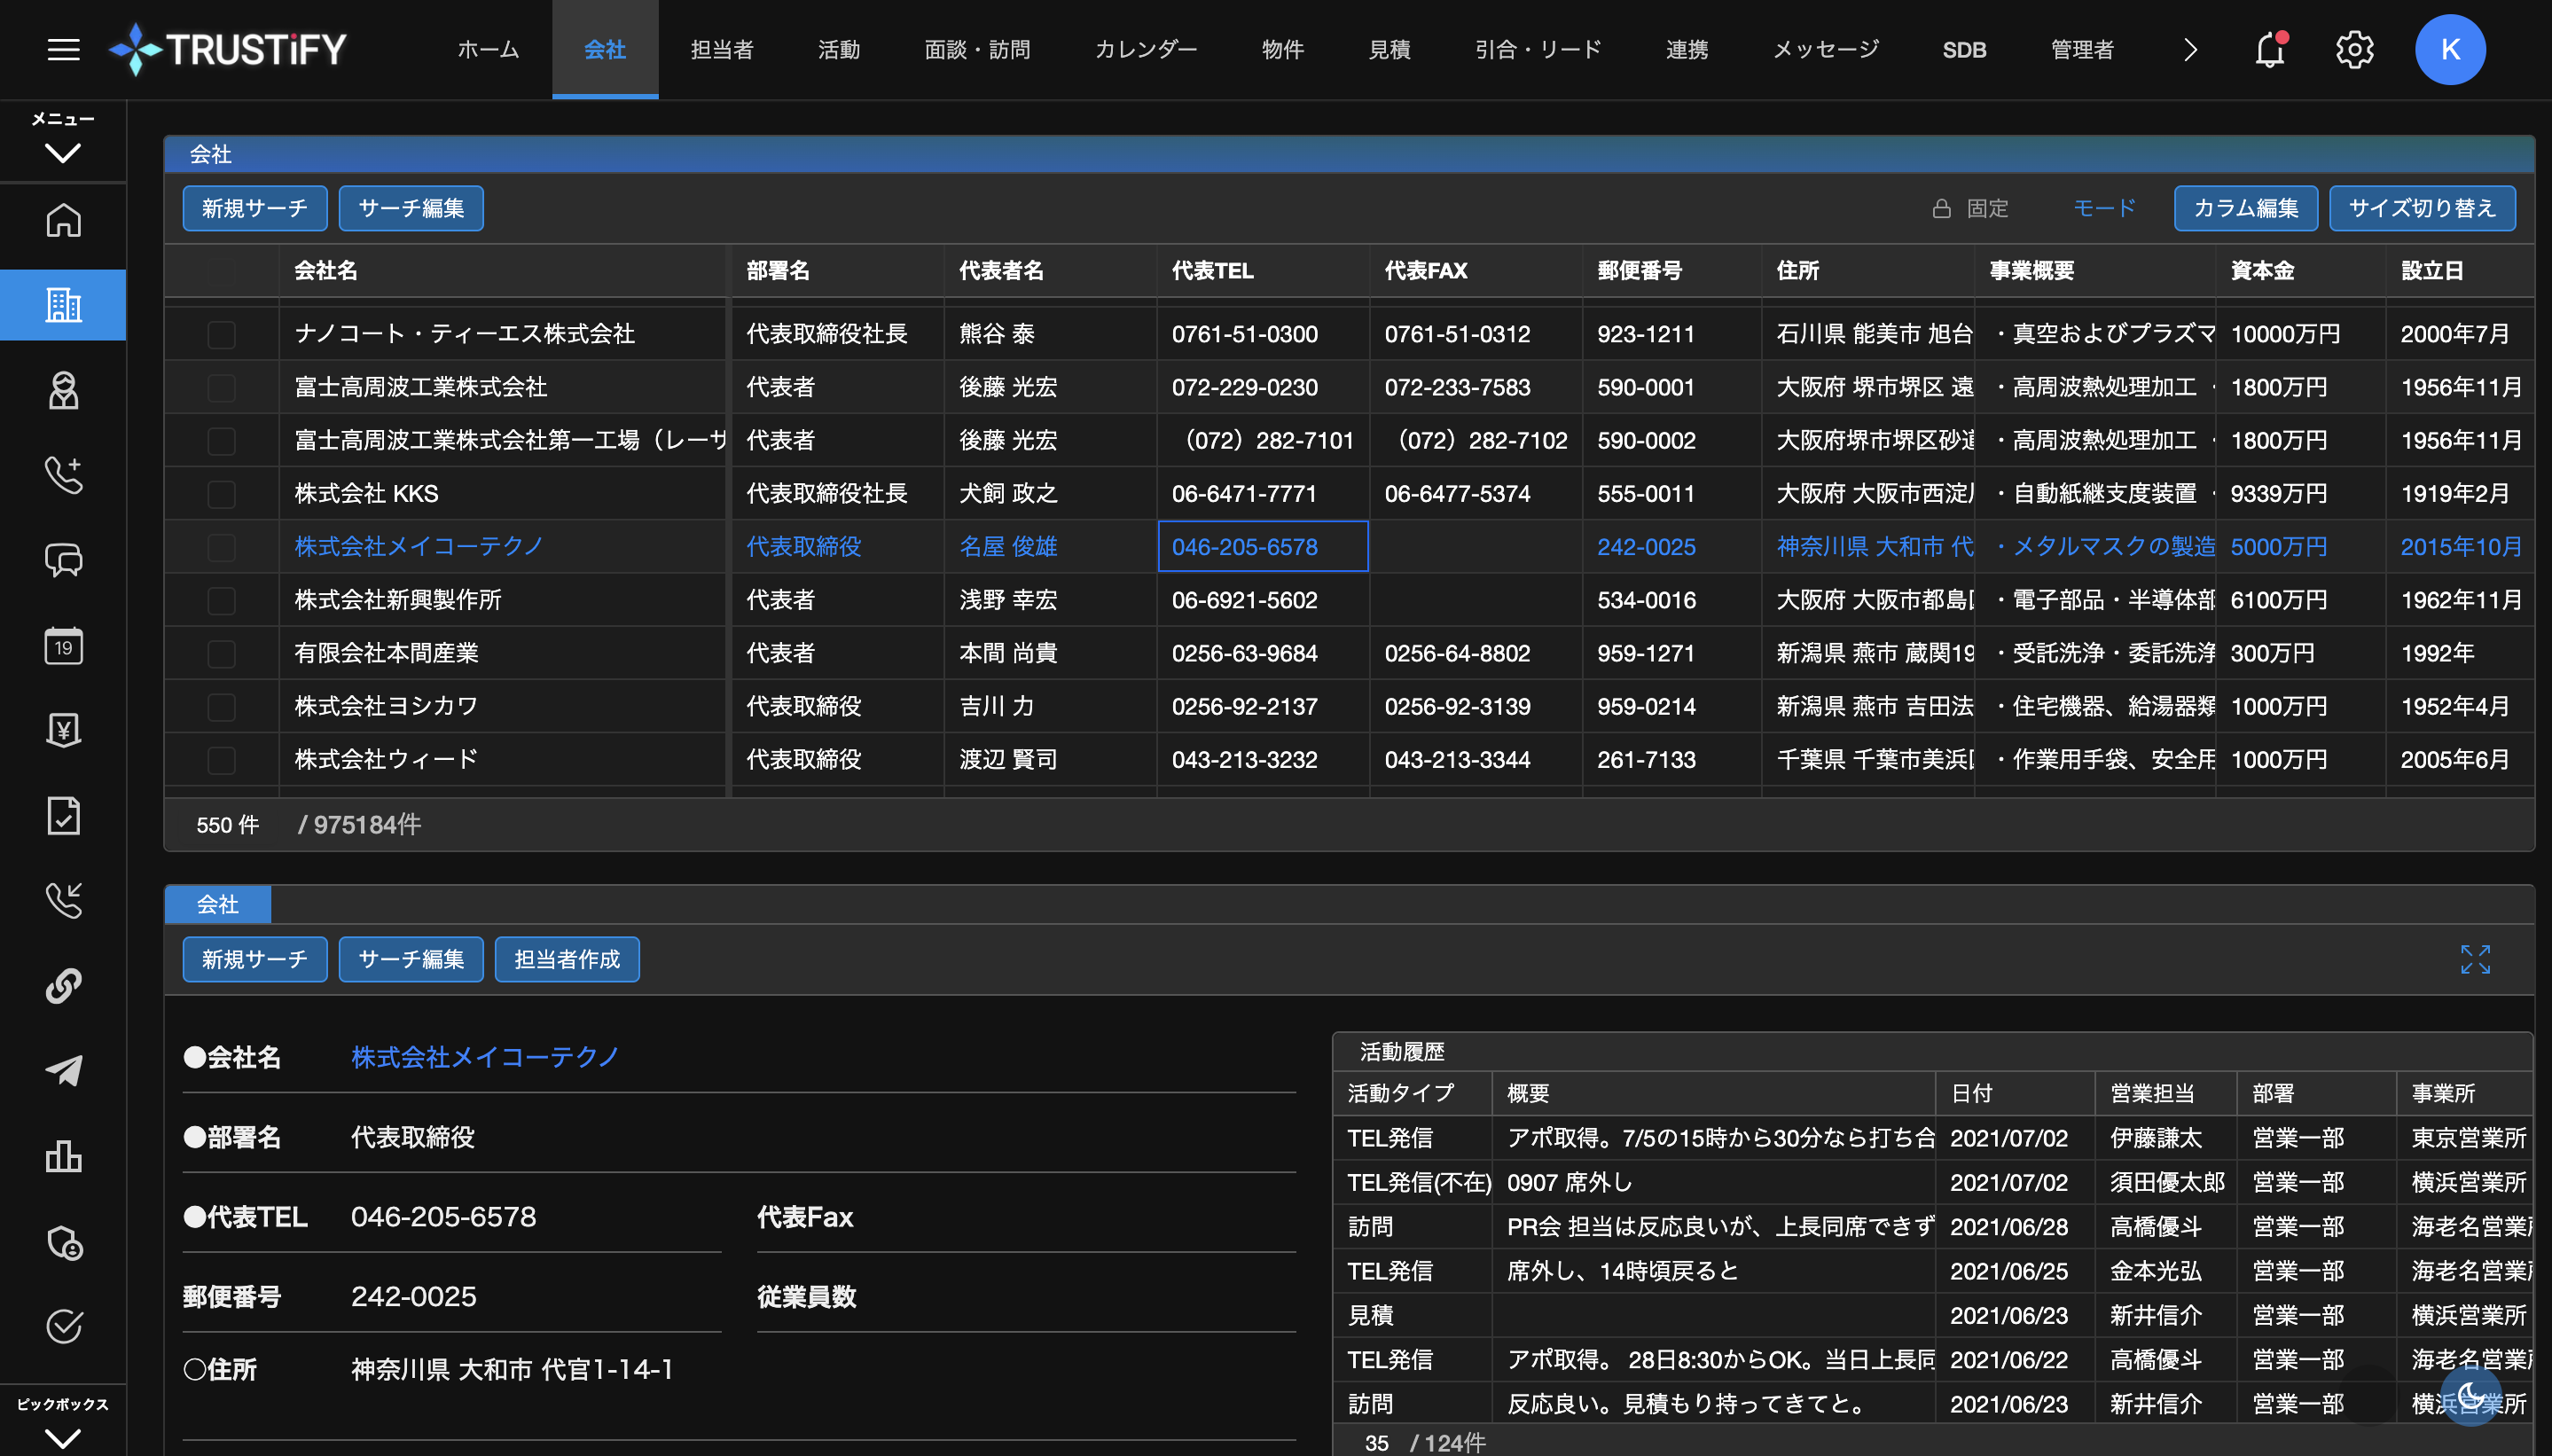 TRUSTiFY ホーム 会社 担当者 活動 面談・訪問 カレンダー 物件 見積 引合・リード 連携 メッセージ SDB 管理者 K
メニュー
会社
新規サーチ サーチ編集 固定 モード カラム編集 サイズ切り替え
会社名 部署名 代表者名 代表TEL 代表FAX 郵便番号 住所 事業概要 資本金 設立日
ナノコート・ティーエス株式会社 代表取締役社長 熊谷 泰 0761-51-0300 0761-51-0312 923-1211 石川県 能美市 旭台 ・真空およびプラズマ 10000万円 2000年7月
富士高周波工業株式会社 代表者 後藤 光宏 072-229-0230 072-233-7583 590-0001 大阪府 堺市堺区 遠 ・高周波熱処理加工 ・ 1800万円 1956年11月
富士高周波工業株式会社第一工場（レーサ 代表者 後藤 光宏 （072）282-7101 （072）282-7102 590-0002 大阪府堺市堺区砂道 ・高周波熱処理加工 ・ 1800万円 1956年11月
株式会社 KKS 代表取締役社長 犬飼 政之 06-6471-7771 06-6477-5374 555-0011 大阪府 大阪市西淀川 ・自動紙継支度装置 ・ 9339万円 1919年2月
株式会社メイコーテクノ 代表取締役 名屋 俊雄 046-205-6578 242-0025 神奈川県 大和市 代 ・メタルマスクの製造 5000万円 2015年10月
株式会社新興製作所 代表者 浅野 幸宏 06-6921-5602 534-0016 大阪府 大阪市都島区 ・電子部品・半導体部 6100万円 1962年11月
有限会社本間産業 代表者 本間 尚貴 0256-63-9684 0256-64-8802 959-1271 新潟県 燕市 蔵関19 ・受託洗浄・委託洗浄 300万円 1992年
株式会社ヨシカワ 代表取締役 吉川 力 0256-92-2137 0256-92-3139 959-0214 新潟県 燕市 吉田法 ・住宅機器、給湯器類 1000万円 1952年4月
株式会社ウィード 代表取締役 渡辺 賢司 043-213-3232 043-213-3344 261-7133 千葉県 千葉市美浜区 ・作業用手袋、安全用 1000万円 2005年6月
550 件 / 975184件
19
会社
新規サーチ サーチ編集 担当者作成
●会社名 株式会社メイコーテクノ
●部署名 代表取締役
●代表TEL 046-205-6578 代表Fax
郵便番号 242-0025 従業員数
○住所 神奈川県 大和市 代官1-14-1
活動履歴
活動タイプ 概要 日付 営業担当 部署 事業所
TEL発信 アポ取得。7/5の15時から30分なら打ち合 2021/07/02 伊藤謙太 営業一部 東京営業所
TEL発信(不在) 0907 席外し 2021/07/02 須田優太郎 営業一部 横浜営業所
訪問 PR会 担当は反応良いが、上長同席できず 2021/06/28 高橋優斗 営業一部 海老名営業所
TEL発信 席外し、14時頃戻ると 2021/06/25 金本光弘 営業一部 海老名営業所
見積 2021/06/23 新井信介 営業一部 横浜営業所
TEL発信 アポ取得。 28日8:30からOK。当日上長同 2021/06/22 高橋優斗 営業一部 海老名営業所
訪問 反応良い。見積もり持ってきてと。 2021/06/23 新井信介 営業一部 横浜営業所
35 / 124件
ピックボックス